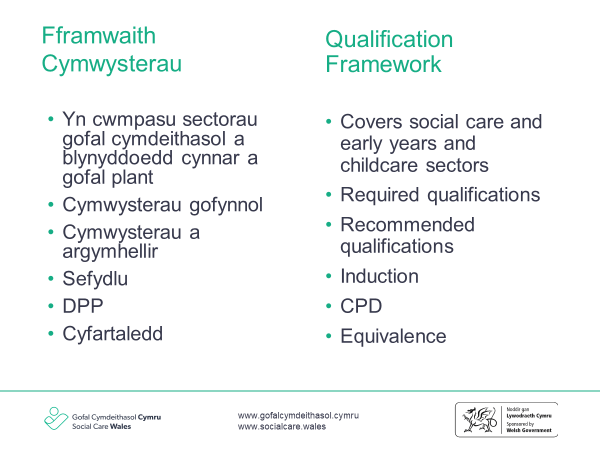 Fframwaith
Cymwysterau
• Yn cwmpasu sectorau
gofal cymdeithasol a
blynyddoedd cynnar a
gofal plant
• Cymwysterau gofynnol
• Cymwysterau a
argymhellir
• Sefydlu
• DPP
• Cyfartaledd
Qualification
Framework
• Covers social care and
early years and
childcare sectors
• Required qualifications
• Recommended
qualifications
• Induction
• CPD
• Equivalence
Gofal Cymdeithasol Cymru
Social Care Wales
www.gofalcymdeithasol.cymru
www.socialcare.wales
Noddir gan
Lywodraeth Cymru
Sponsored by
Welsh Government